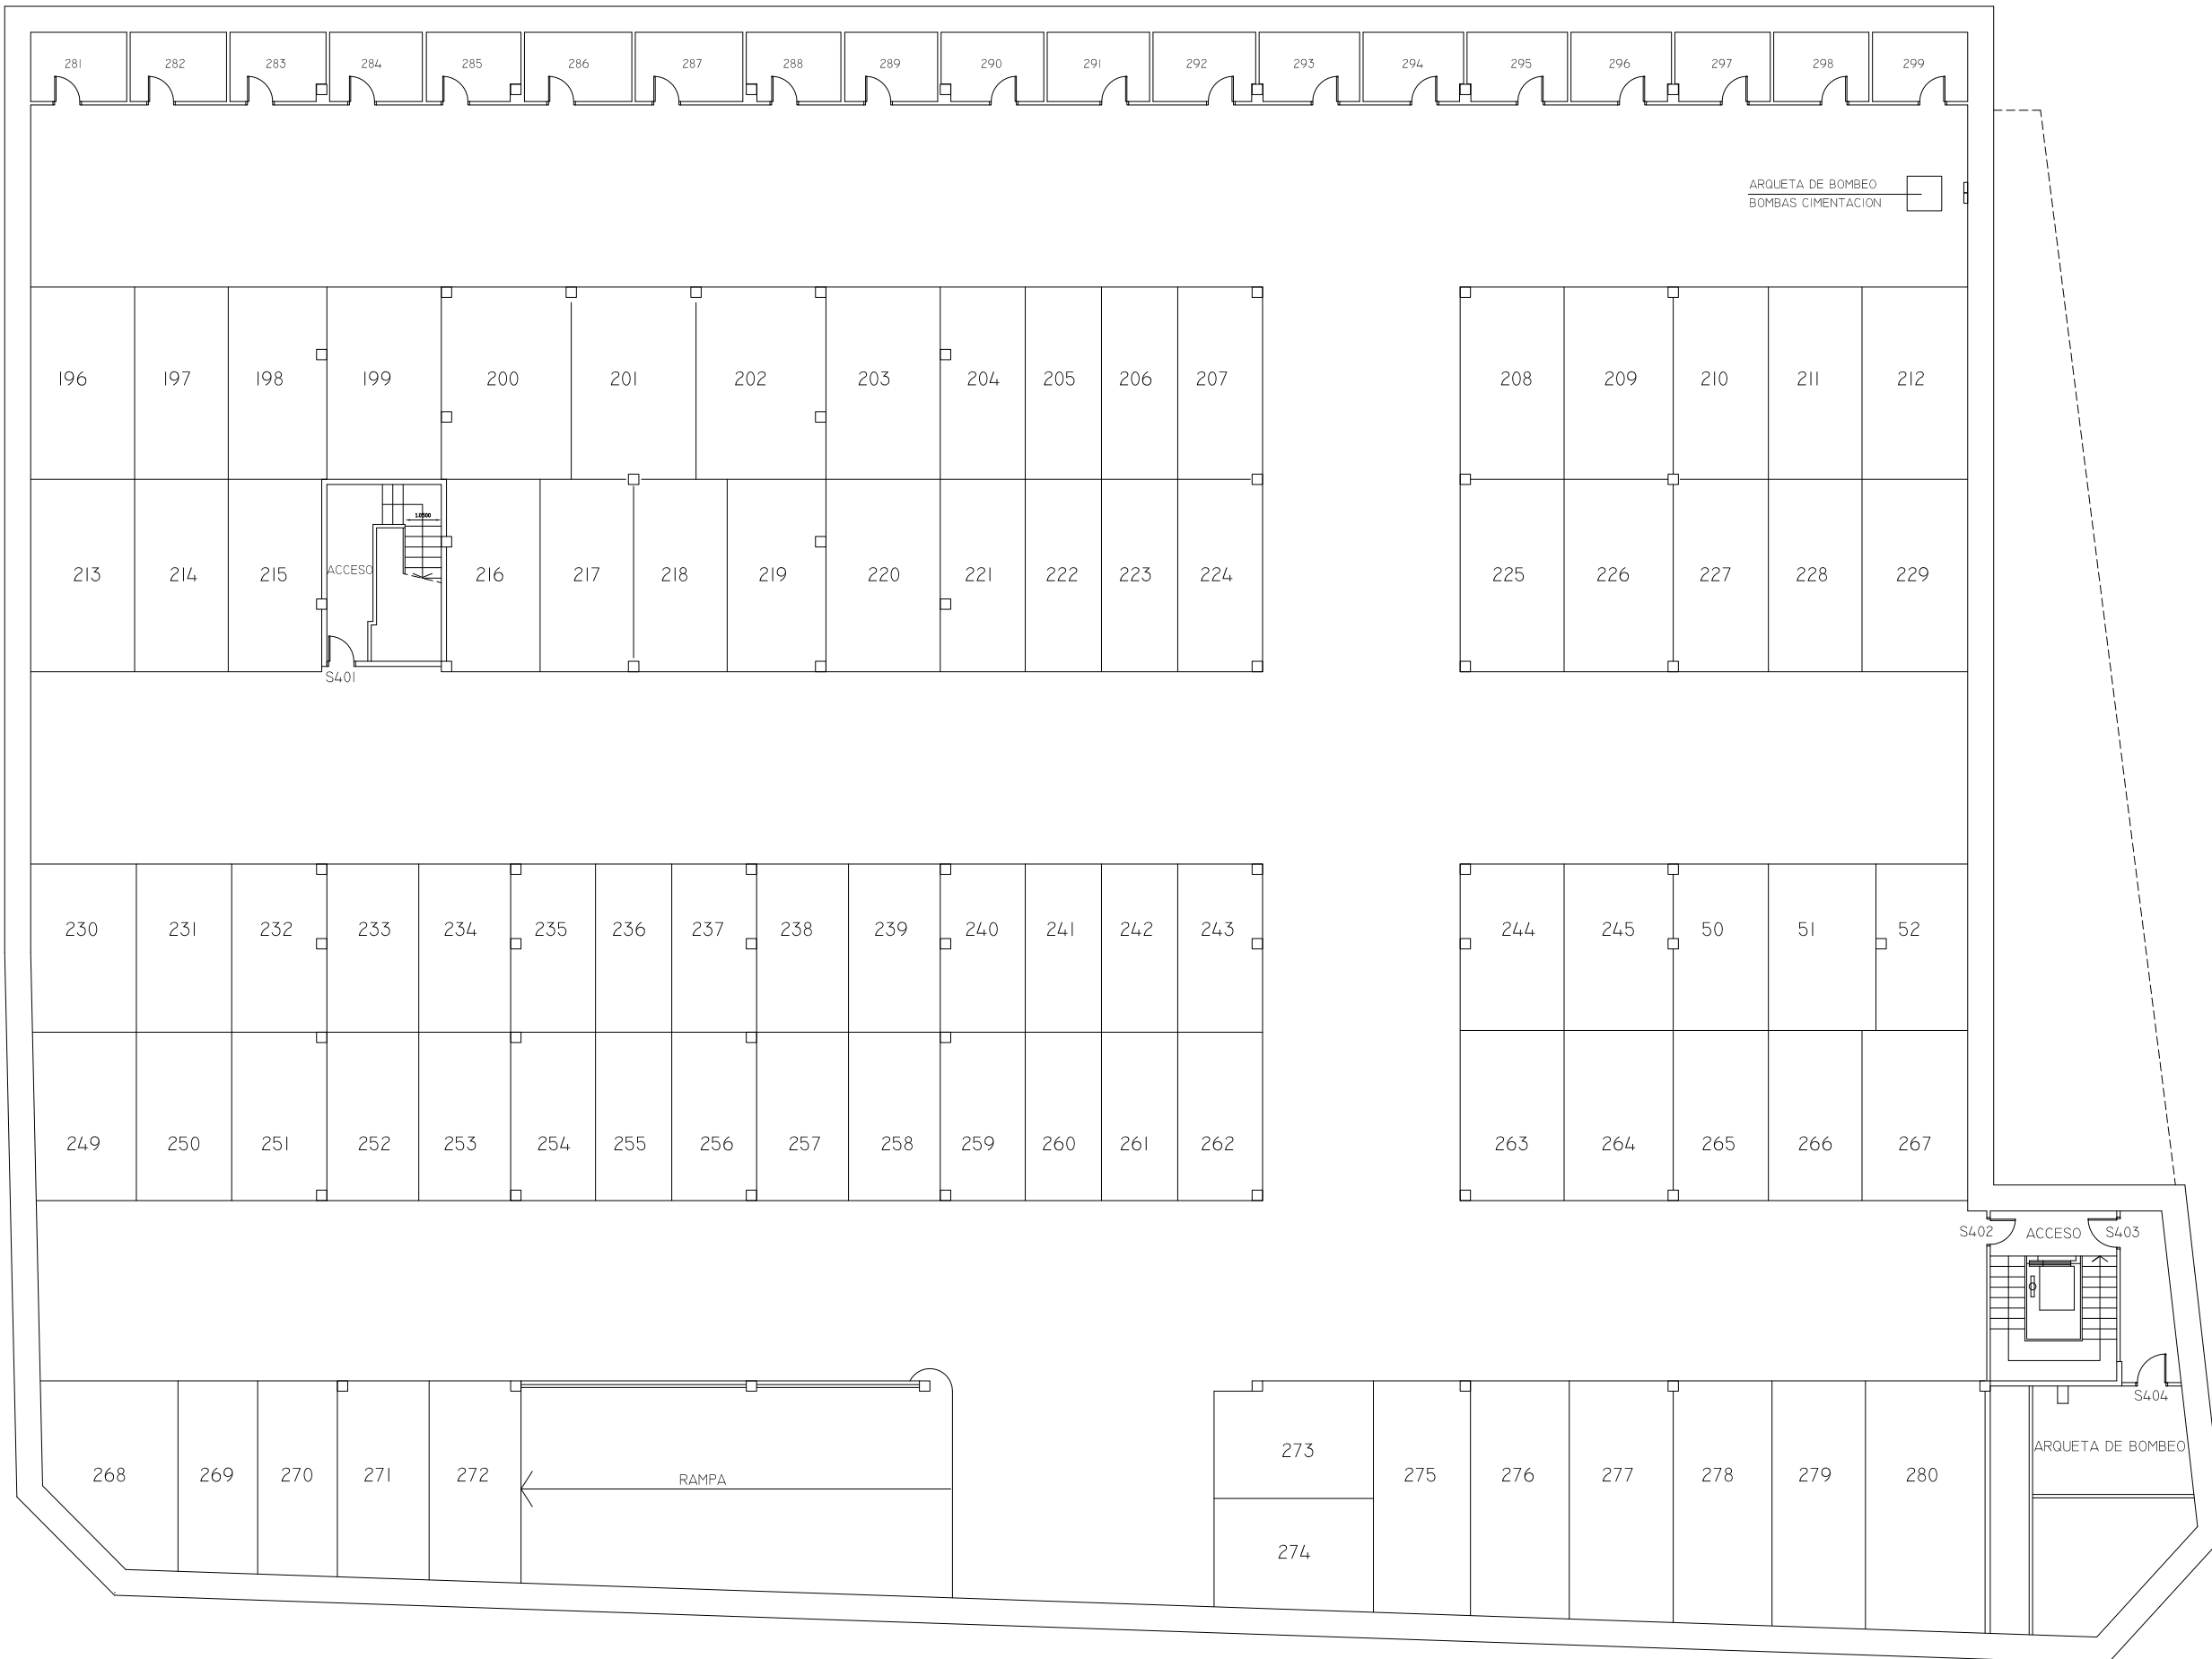 281 282 283 284 285 286 287 288 289 290 291 292 293 294 295 296 297 298 299
ARQUETA DE BOMBEO
BOMBAS CIMENTACION
196 197 198 199 200 201 202 203 204 205 206 207 208 209 210 211 212
1.0500
ACCESO
213 214 215 216 217 218 219 220 221 222 223 224 225 226 227 228 229
S401
230 231 232 233 234 235 236 237 238 239 240 241 242 243 244 245 50 51 52
249 250 251 252 253 254 255 256 257 258 259 260 261 262 263 264 265 266 267
S402 ACCESO S403
S404
273
ARQUETA DE BOMBEO
268 269 270 271 272 RAMPA 275 276 277 278 279 280
274